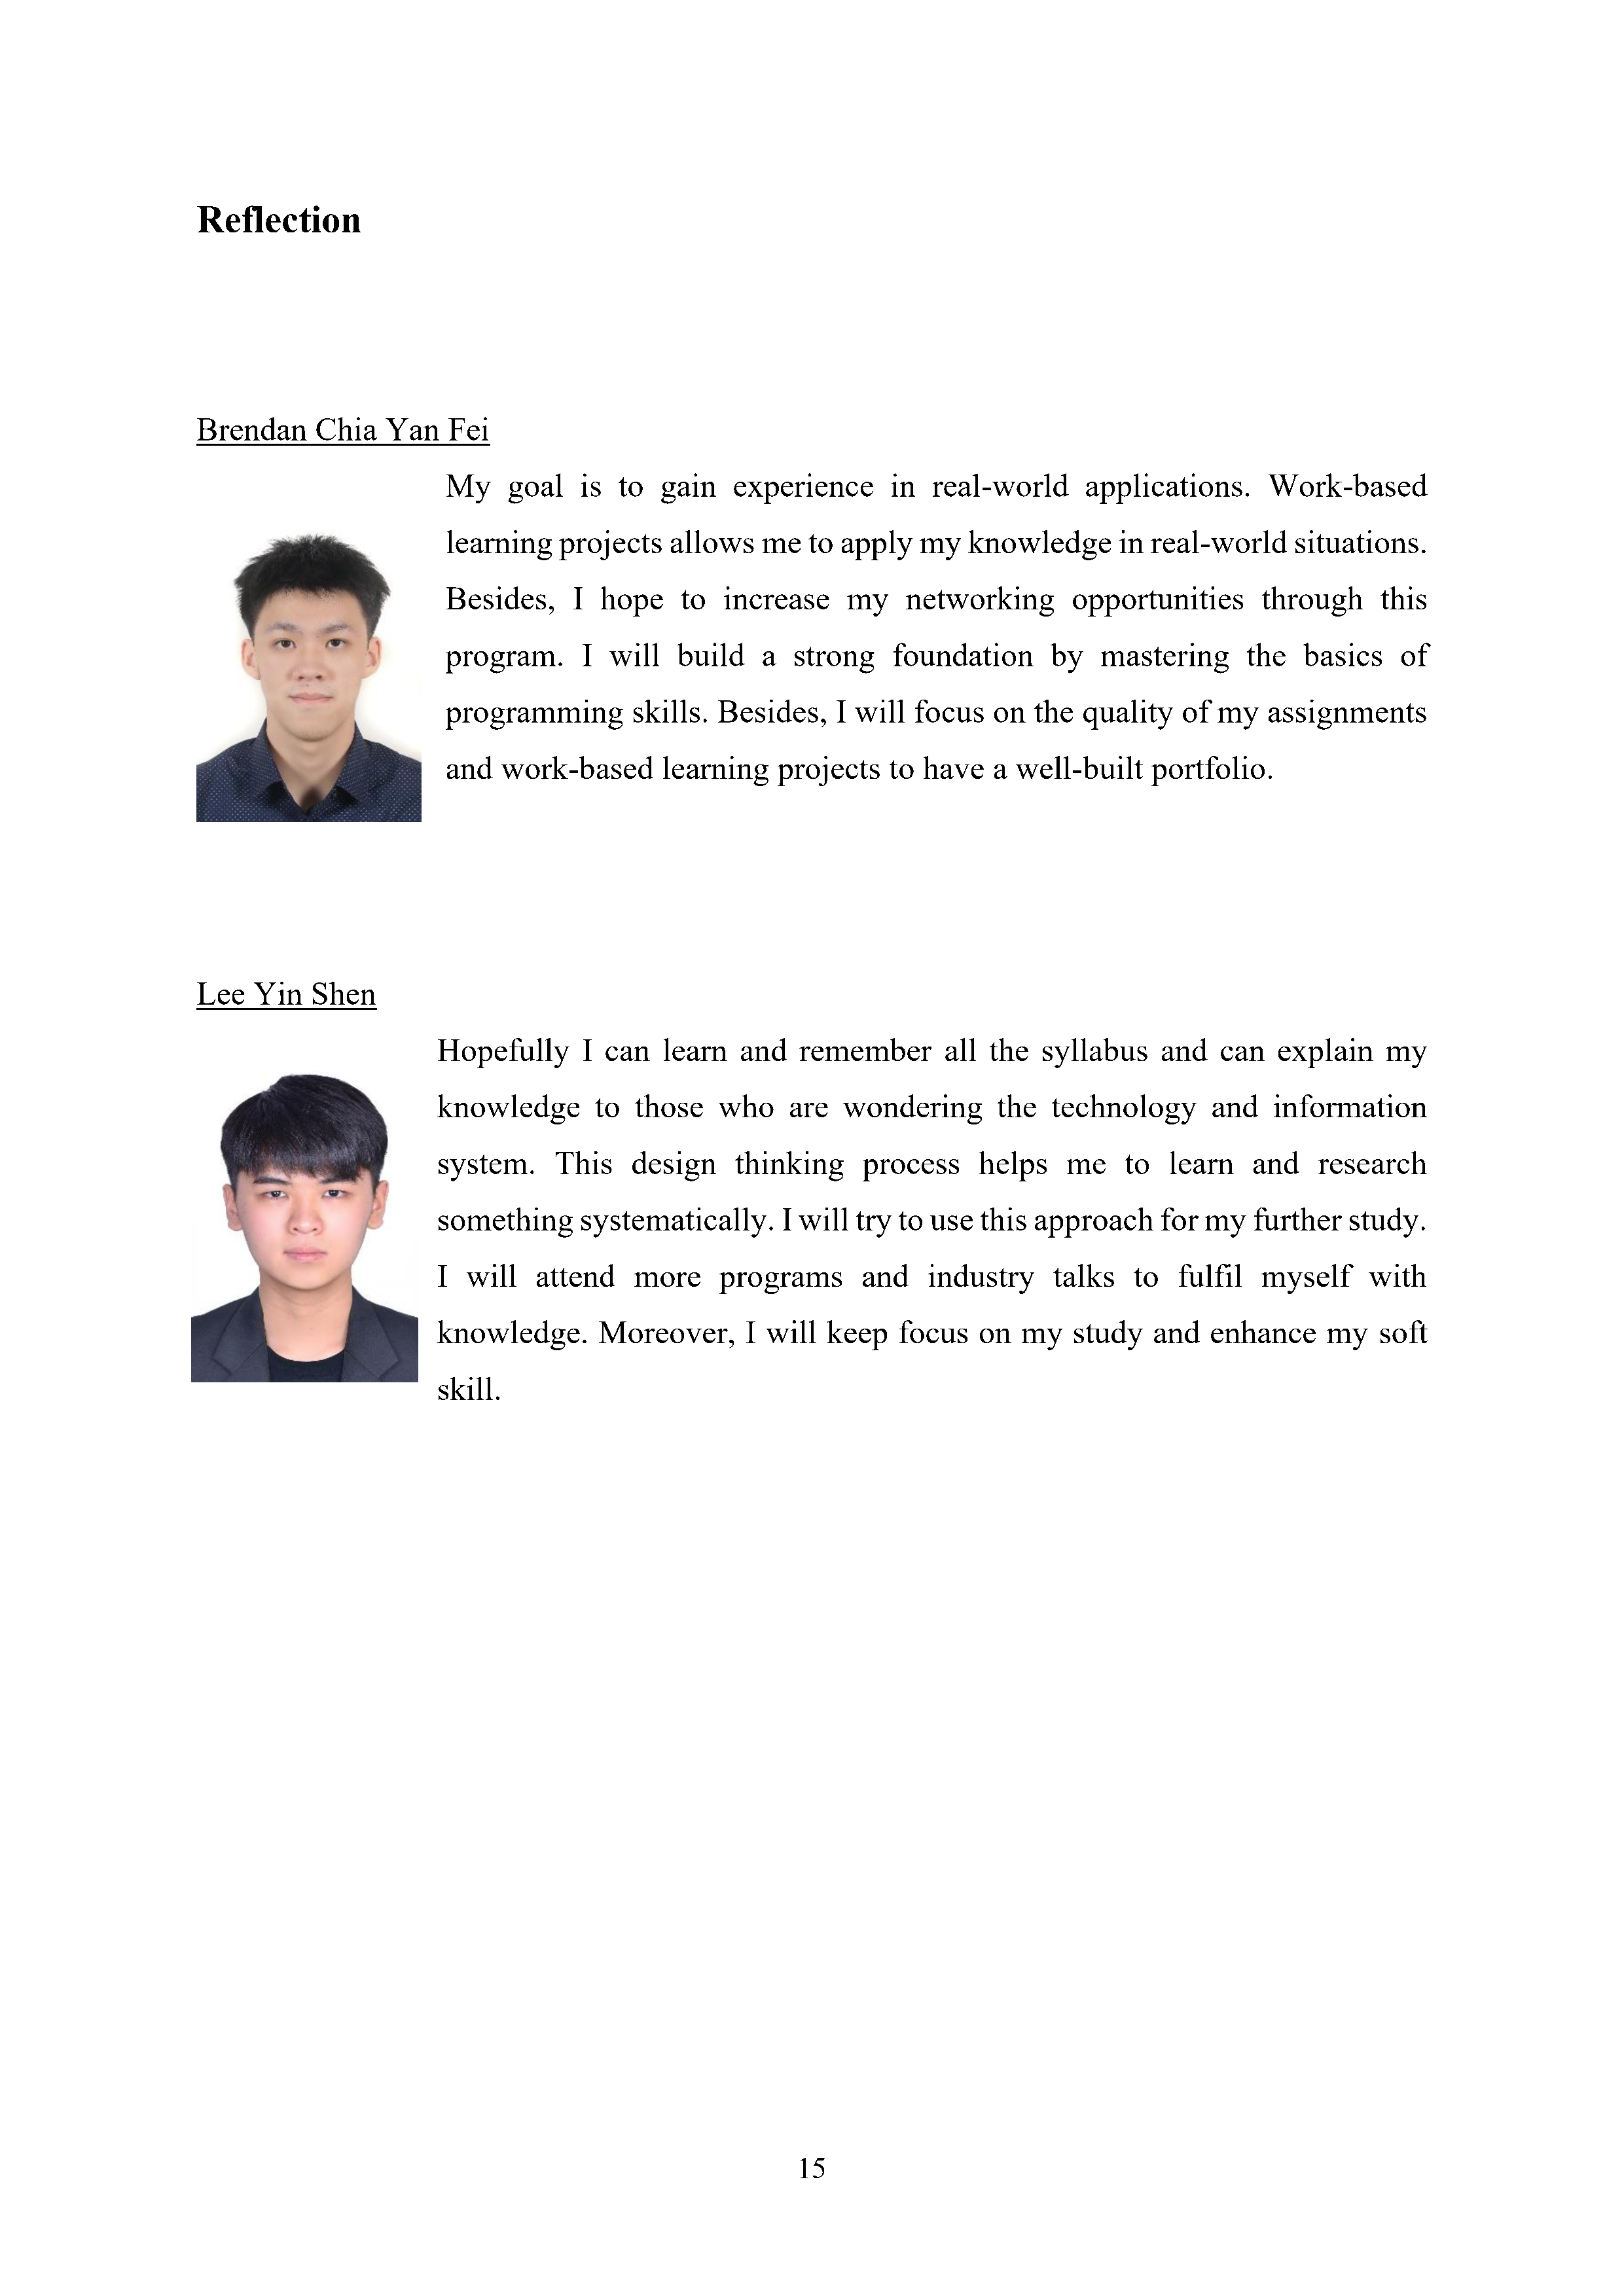 Reflection
Brendan Chia Yan Fei
My goal is to gain experience in real-world applications. Work-based
learning projects allows me to apply my knowledge in real-world situations.
Besides, I hope to increase my networking opportunities through this
program. I will build a strong foundation by mastering the basics of
programming skills. Besides, I will focus on the quality of my assignments
and work-based learning projects to have a well-built portfolio.
Lee Yin Shen
Hopefully I can learn and remember all the syllabus and can explain my
knowledge to those who are wondering the technology and information
system. This design thinking process helps me to learn and research
something systematically. I will try to use this approach for my further study.
I will attend more programs and industry talks to fulfil myself with
knowledge. Moreover, I will keep focus on my study and enhance my soft
skill.
15